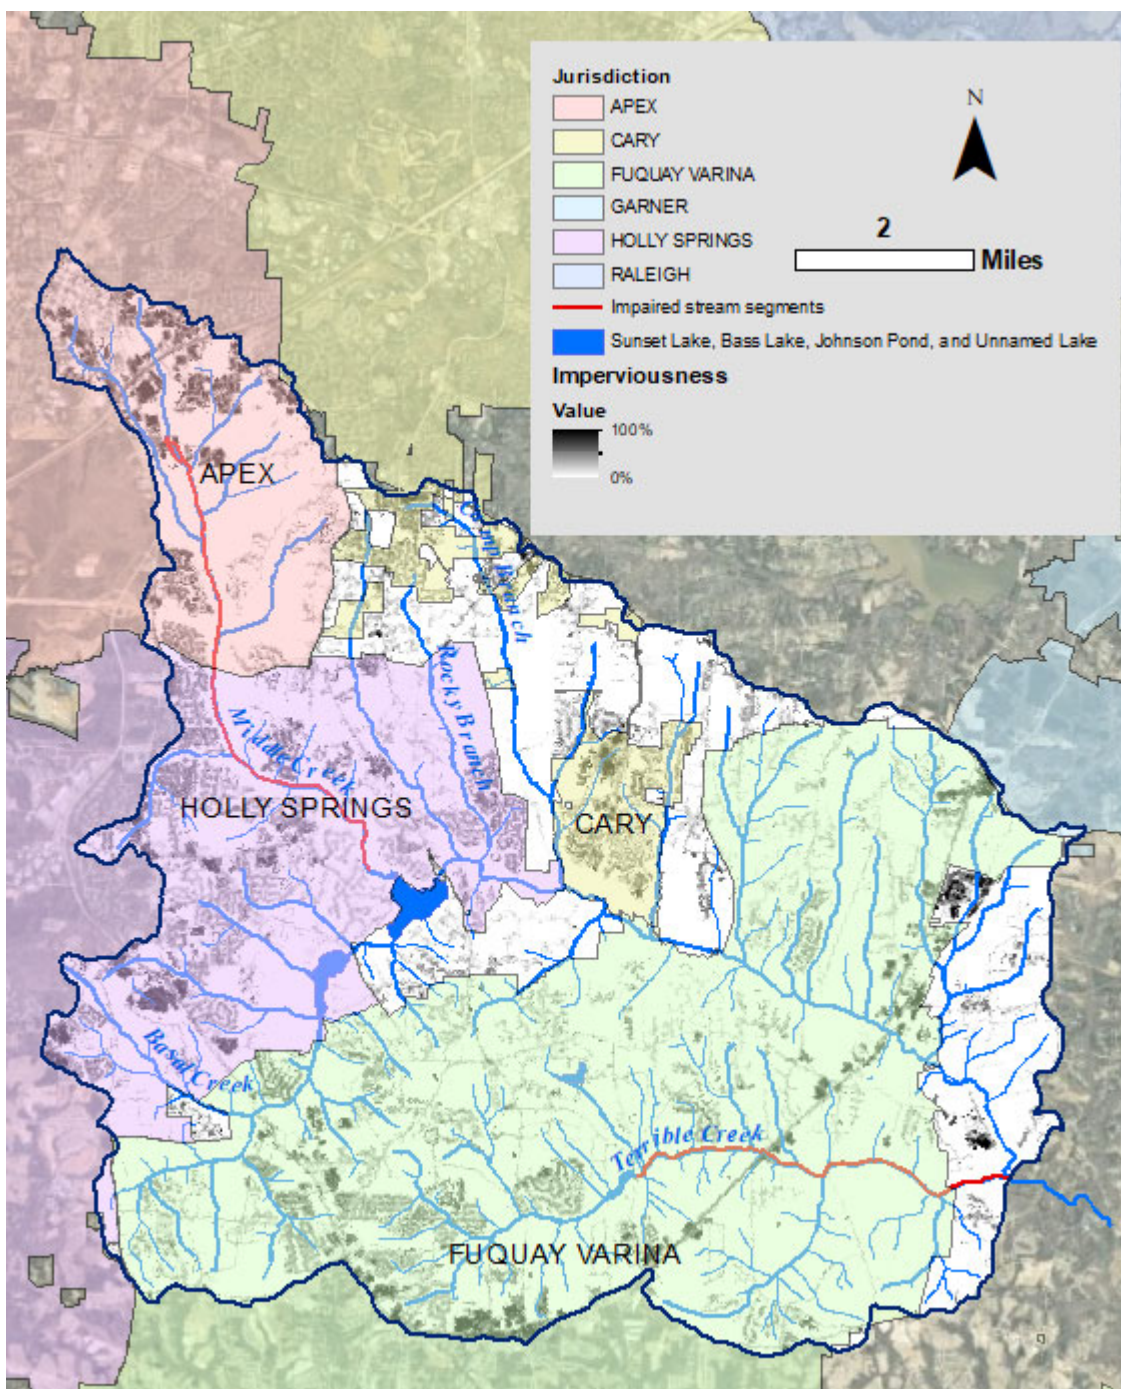 Jurisdiction
APEX
CARY
FUQUAY VARINA
GARNER
HOLLY SPRINGS
RALEIGH
Impaired stream segments
Sunset Lake, Bass Lake, Johnson Pond, and Unnamed Lake
Imperviousness
Value
100%
0%
N
2
Miles
APEX
Camp Branch
Rocky Branch
Middle Creek
HOLLY SPRINGS
CARY
Basal Creek
Terrible Creek
FUQUAY VARINA